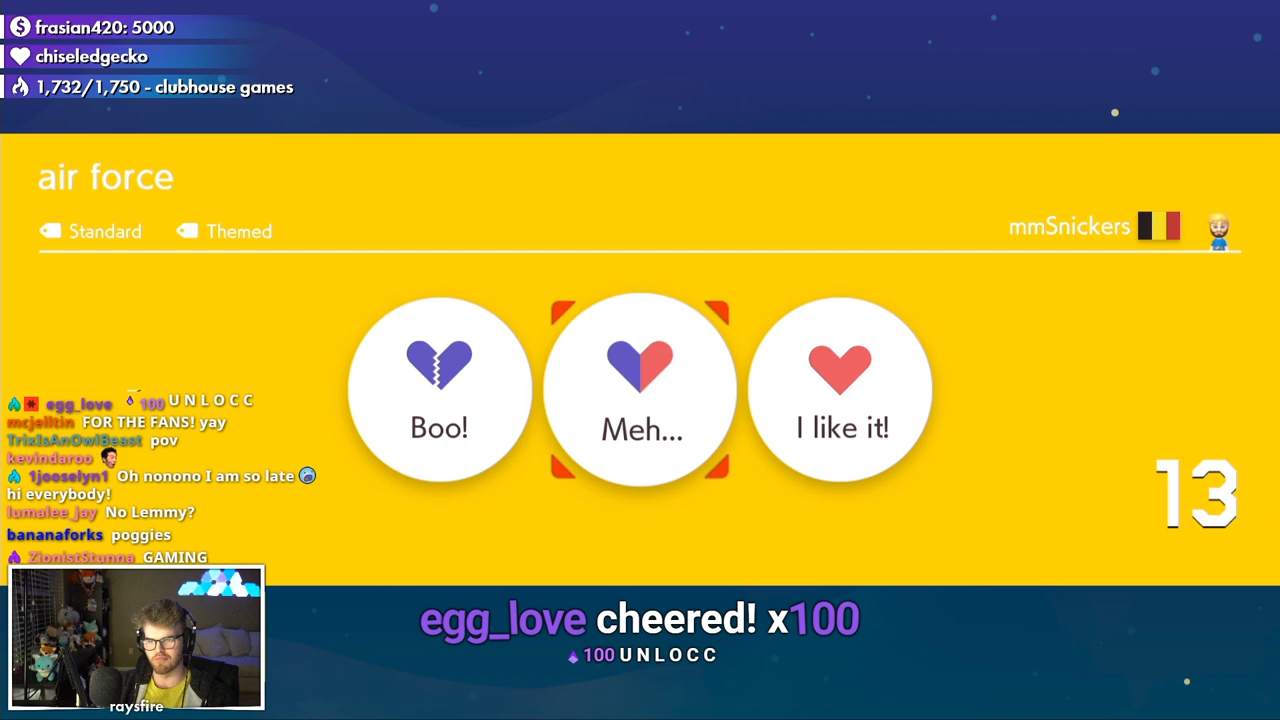 frasian420: 5000
chiseledgecko
1,732/1,750 - clubhouse games
air force
Standard Themed
mmSnickers
Boo!
Meh...
I like it!
13
egg_love 100 U N L O C C
mcjelltin FOR THE FANS! yay
TrixIsAnOwlBeast pov
kevindaroo
1jooselyn1 Oh nonono I am so late
hi everybody!
lumalee_jay No Lemmy?
bananaforks poggies
ZionistStunna GAMING
egg_love cheered! x100
100 U N L O C C
raysfire